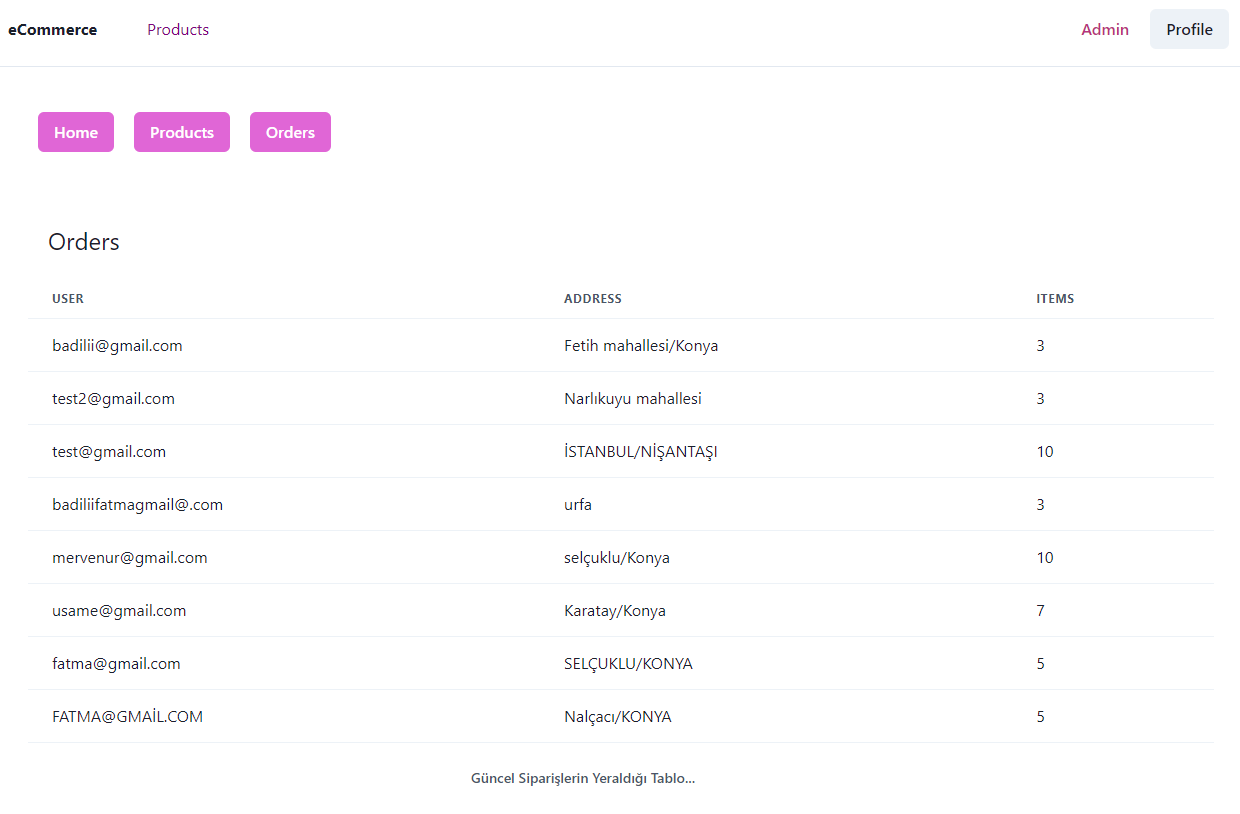 eCommerce Products Admin Profile
Home Products Orders
Orders
USER ADDRESS ITEMS
badilii@gmail.com Fetih mahallesi/Konya 3
test2@gmail.com Narlıkuyu mahallesi 3
test@gmail.com İSTANBUL/NİŞANTAŞI 10
badiliifatmagmail@.com urfa 3
mervenur@gmail.com selçuklu/Konya 10
usame@gmail.com Karatay/Konya 7
fatma@gmail.com SELÇUKLU/KONYA 5
FATMA@GMAİL.COM Nalçacı/KONYA 5
Güncel Siparişlerin Yeraldığı Tablo...